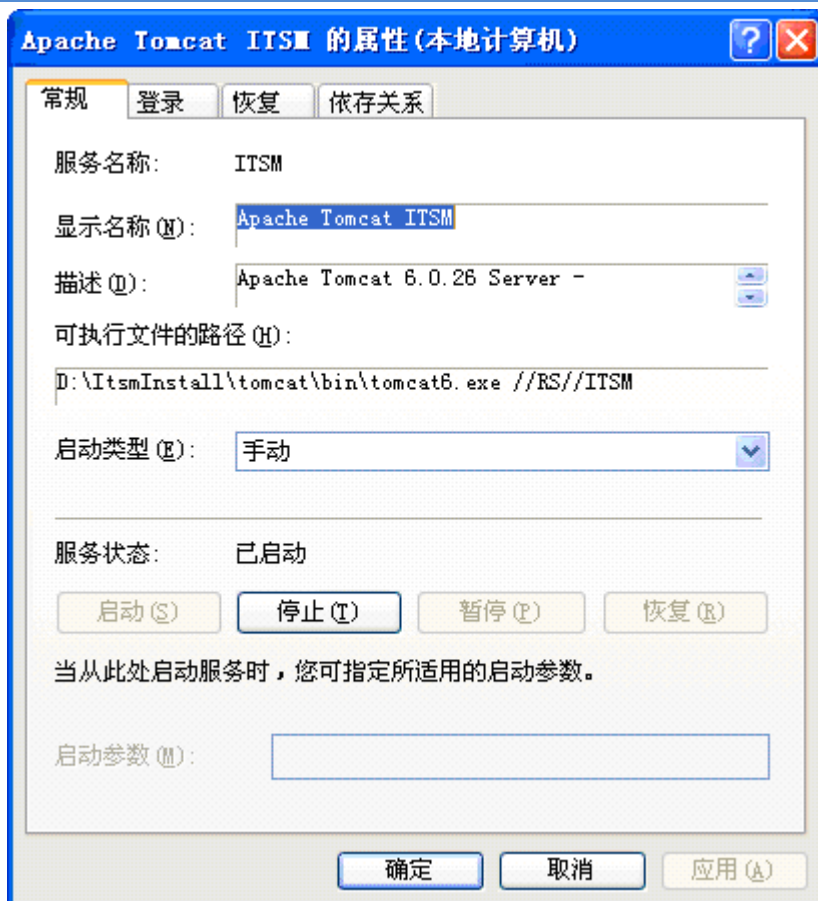 Apache Tomcat ITSM 的属性(本地计算机)
常规 登录 恢复 依存关系
服务名称: ITSM
显示名称(N): Apache Tomcat ITSM
描述(D): Apache Tomcat 6.0.26 Server -
可执行文件的路径(H):
D:\ItsmInstall\tomcat\bin\tomcat6.exe //RS//ITSM
启动类型(E): 手动
服务状态: 已启动
启动(S) 停止(T) 暂停(P) 恢复(R)
当从此处启动服务时，您可指定所适用的启动参数。
启动参数(M):
确定 取消 应用(A)